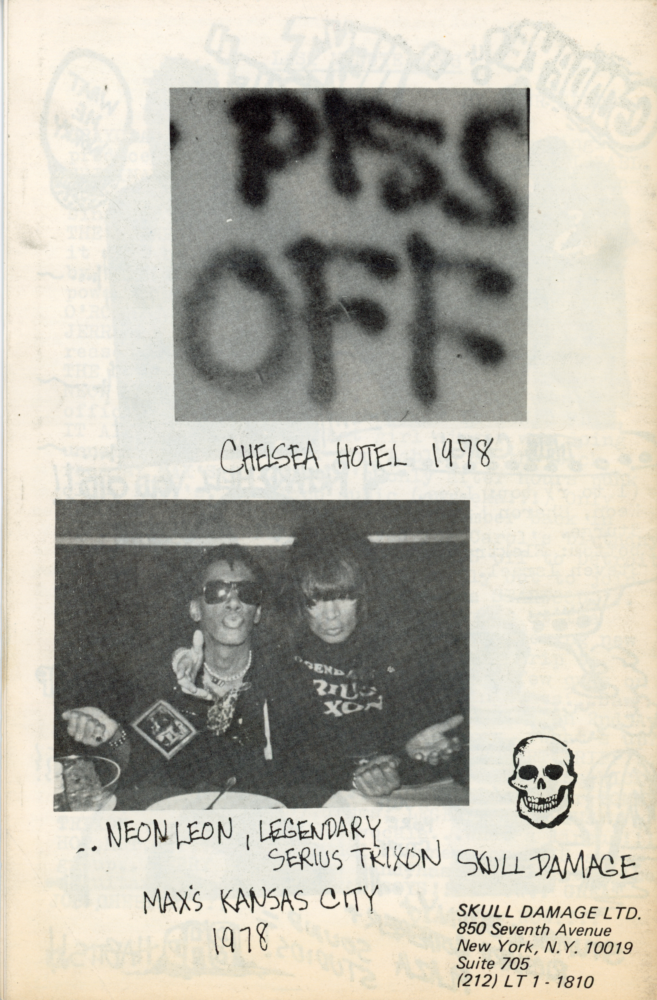 PISS
OFF
CHELSEA HOTEL 1978
.. NEON LEON, LEGENDARY
SERIUS TRIXON
MAX'S KANSAS CITY
1978
SKULL DAMAGE
SKULL DAMAGE LTD.
850 Seventh Avenue
New York, N.Y. 10019
Suite 705
(212) LT 1 - 1810